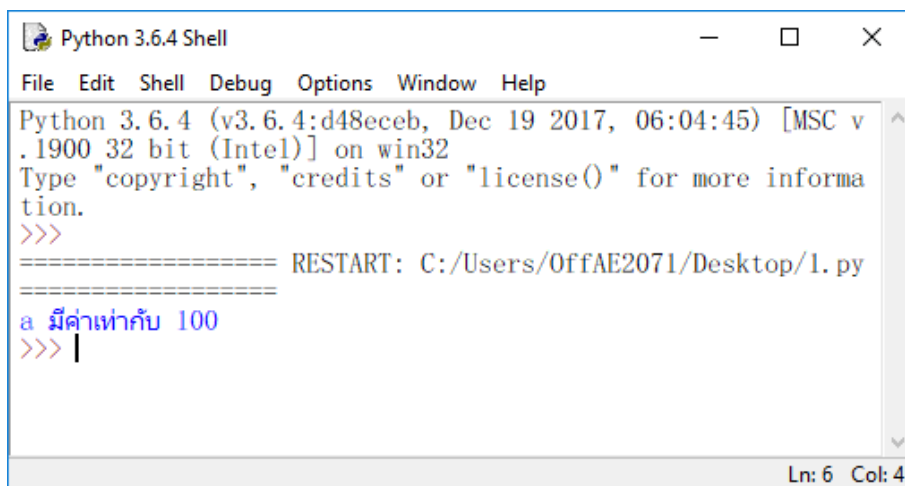 Python 3.6.4 Shell
File Edit Shell Debug Options Window Help
Python 3.6.4 (v3.6.4:d48eceb, Dec 19 2017, 06:04:45) [MSC v
.1900 32 bit (Intel)] on win32
Type "copyright", "credits" or "license()" for more informa
tion.
>>>
================== RESTART: C:/Users/OffAE2071/Desktop/1.py
==================
a มีค่าเท่ากับ 100
>>>
Ln: 6 Col: 4